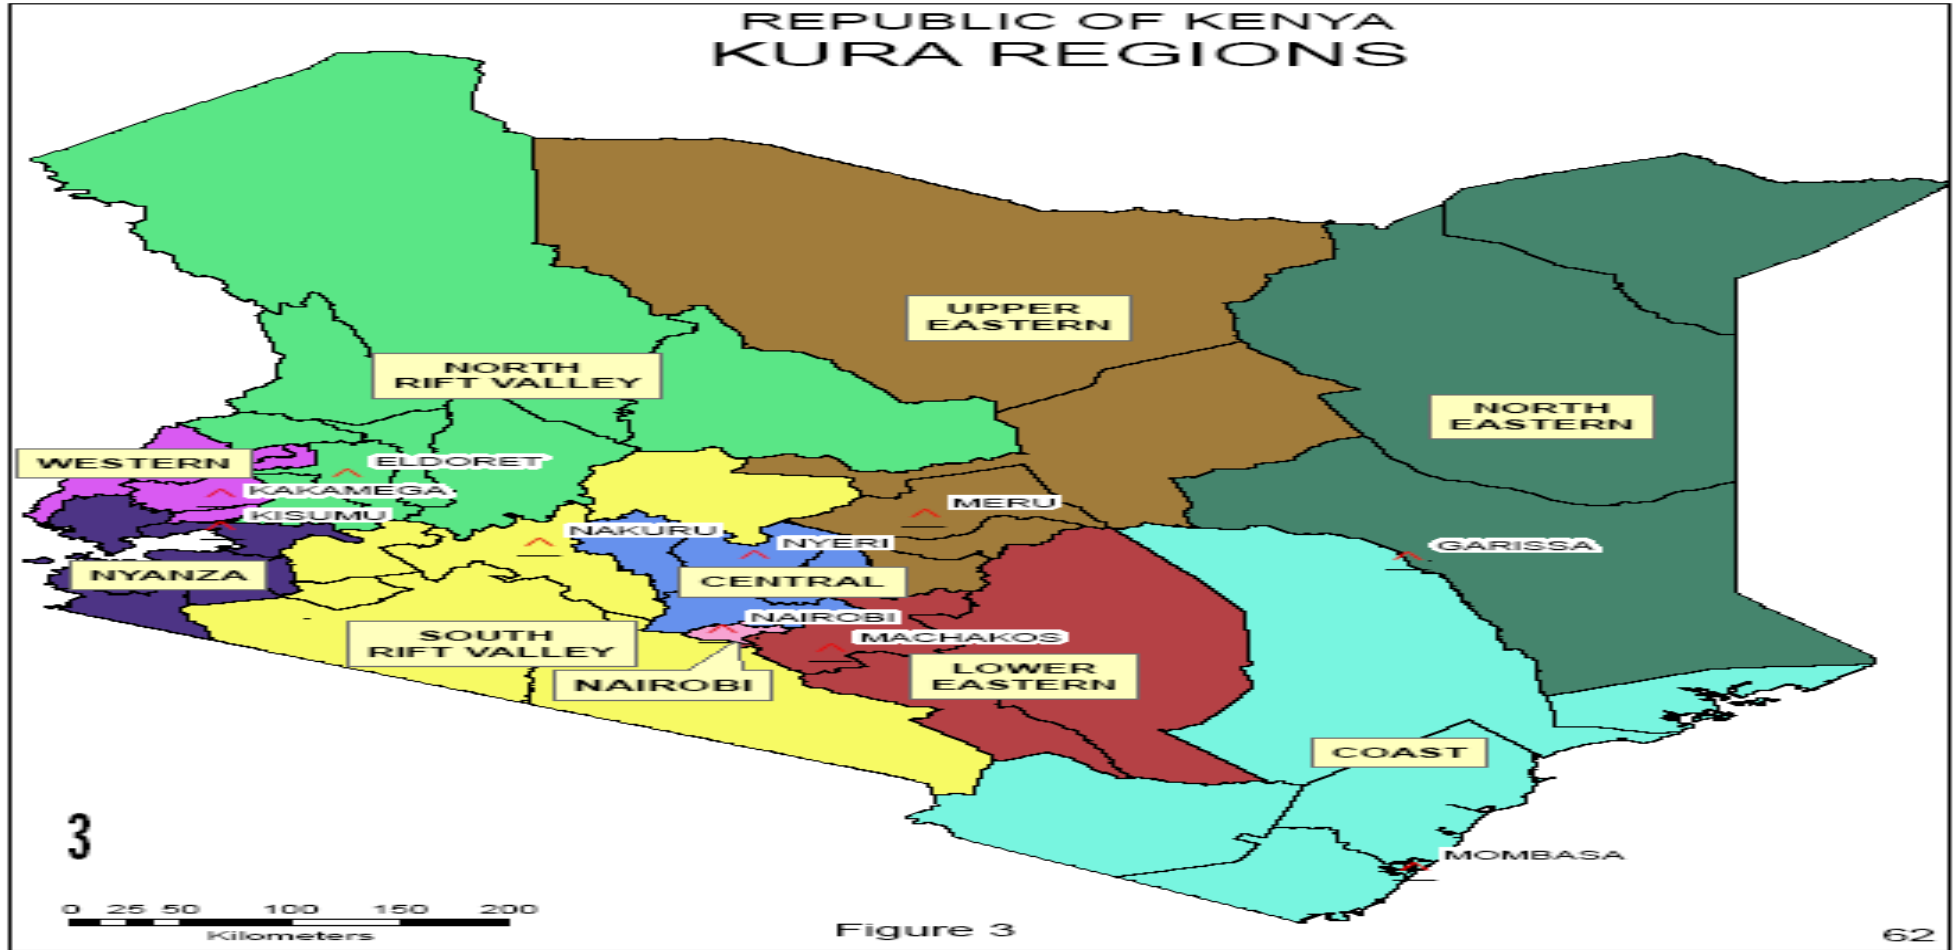 REPUBLIC OF KENYA
KURA REGIONS
UPPER
EASTERN
NORTH
RIFT VALLEY
NORTH
EASTERN
WESTERN
ELDORET
KAKAMEGA
KISUMU
MERU
NAKURU
NYERI
GARISSA
NYANZA
CENTRAL
NAIROBI
MACHAKOS
SOUTH
RIFT VALLEY
LOWER
EASTERN
NAIROBI
COAST
MOMBASA
3
0 25 50 100 150 200
Kilometers
Figure 3
62